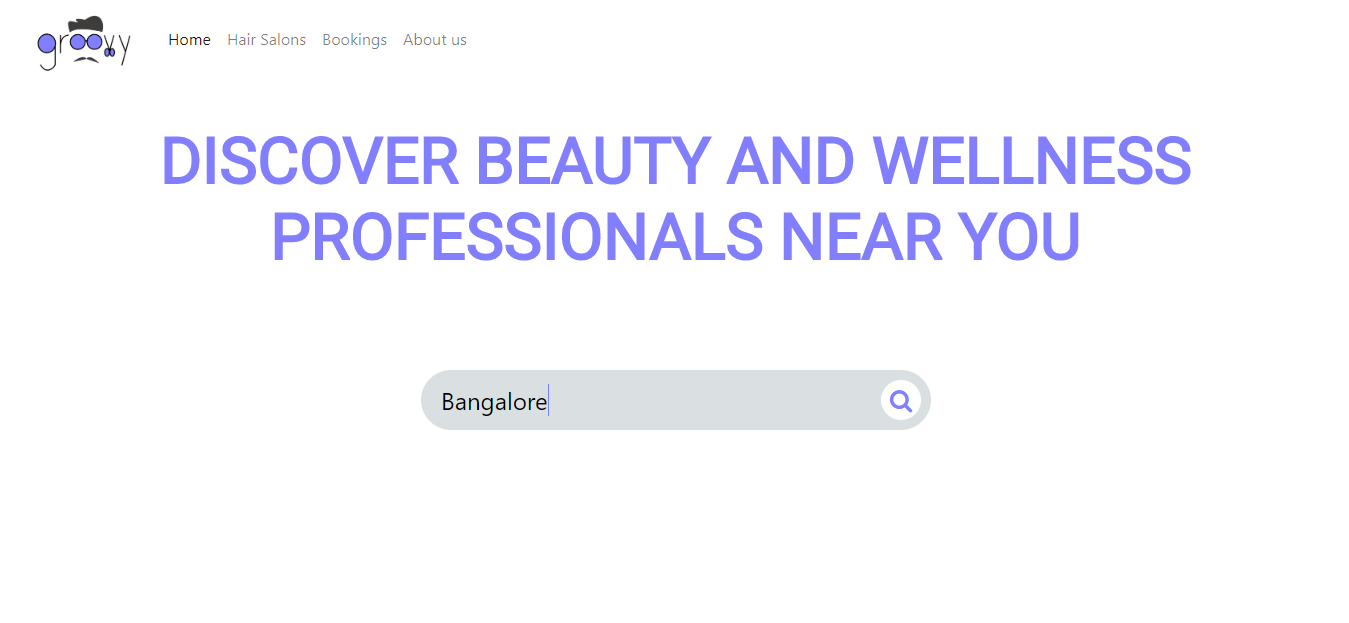 groovy
Home Hair Salons Bookings About us
DISCOVER BEAUTY AND WELLNESS
PROFESSIONALS NEAR YOU
Bangalore